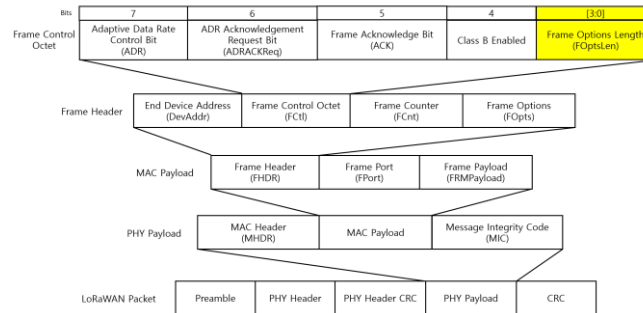 Bits 7 6 5 4 [3:0]
Frame Control
Octet
Adaptive Data Rate
Control Bit
(ADR)
ADR Acknowledgement
Request Bit
(ADRACKReq)
Frame Acknowledge Bit
(ACK)
Class B Enabled
Frame Options Length
(FOptsLen)
Frame Header
End Device Address
(DevAddr)
Frame Control Octet
(FCtl)
Frame Counter
(FCnt)
Frame Options
(FOpts)
MAC Payload
Frame Header
(FHDR)
Frame Port
(FPort)
Frame Payload
(FRMPayload)
PHY Payload
MAC Header
(MHDR)
MAC Payload
Message Integrity Code
(MIC)
LoRaWAN Packet
Preamble
PHY Header
PHY Header CRC
PHY Payload
CRC